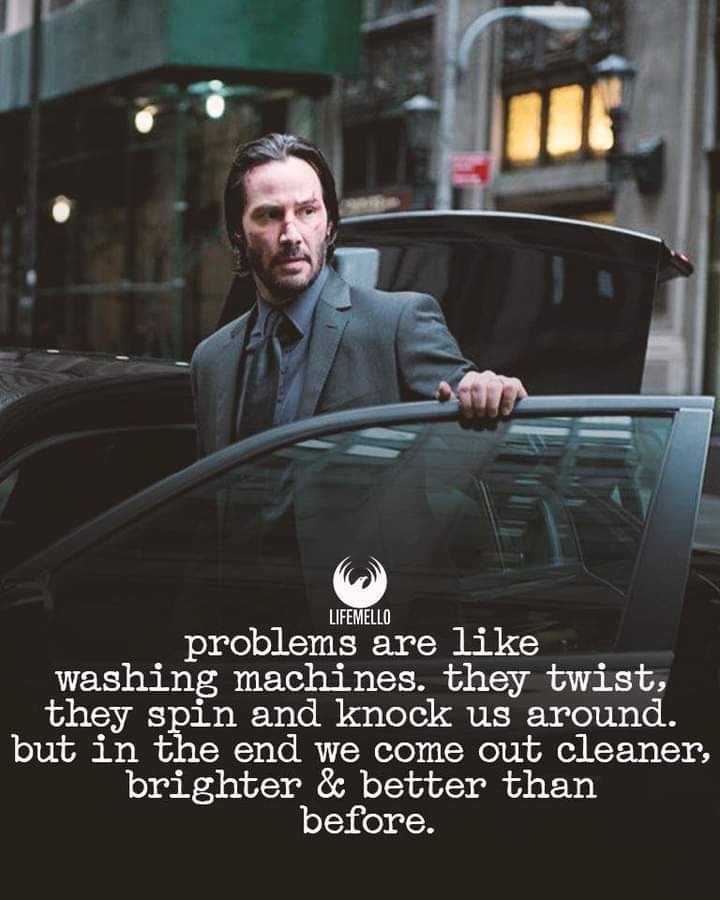 LIFEMELLO
problems are like
washing machines. they twist,
they spin and knock us around.
but in the end we come out cleaner,
brighter & better than
before.